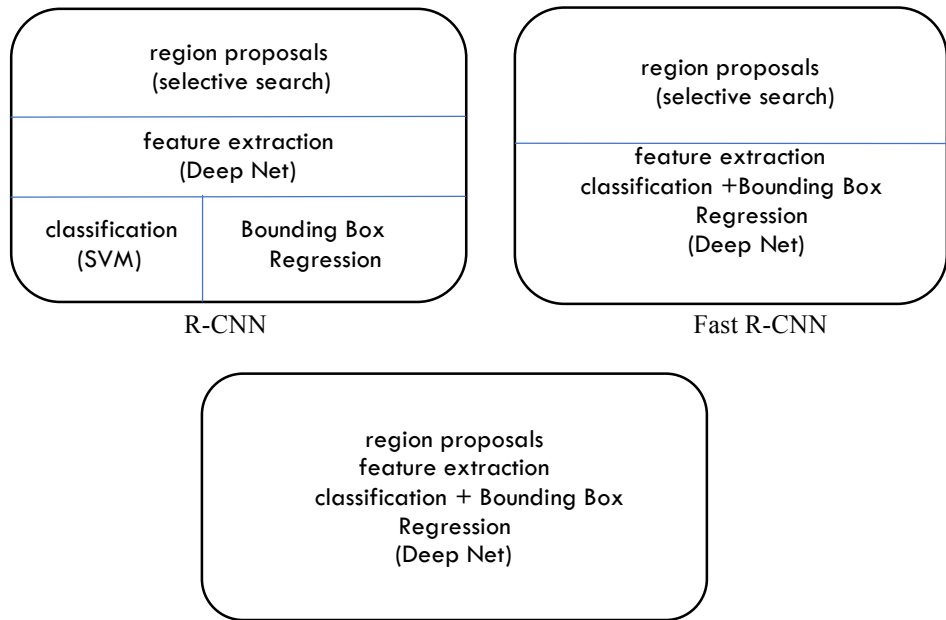 region proposals
(selective search)
feature extraction
(Deep Net)
classification
(SVM)
Bounding Box
Regression
R-CNN
region proposals
(selective search)
feature extraction
classification +Bounding Box
Regression
(Deep Net)
Fast R-CNN
region proposals
feature extraction
classification + Bounding Box
Regression
(Deep Net)